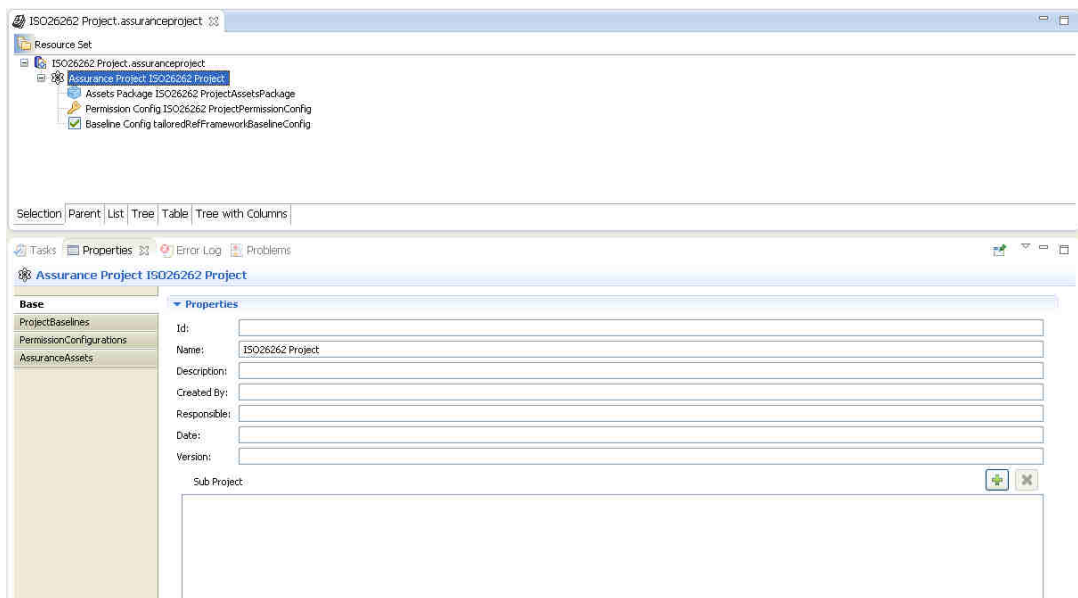 ISO26262 Project.assuranceproject
Resource Set
ISO26262 Project.assuranceproject
Assurance Project ISO26262 Project
Assets Package ISO26262 ProjectAssetsPackage
Permission Config ISO26262 ProjectPermissionConfig
Baseline Config tailoredRefFrameworkBaselineConfig
Selection Parent List Tree Table Tree with Columns
Tasks Properties Error Log Problems
Assurance Project ISO26262 Project
Base
ProjectBaselines
PermissionConfigurations
AssuranceAssets
Properties
Id:
Name: ISO26262 Project
Description:
Created By:
Responsible:
Date:
Version:
Sub Project